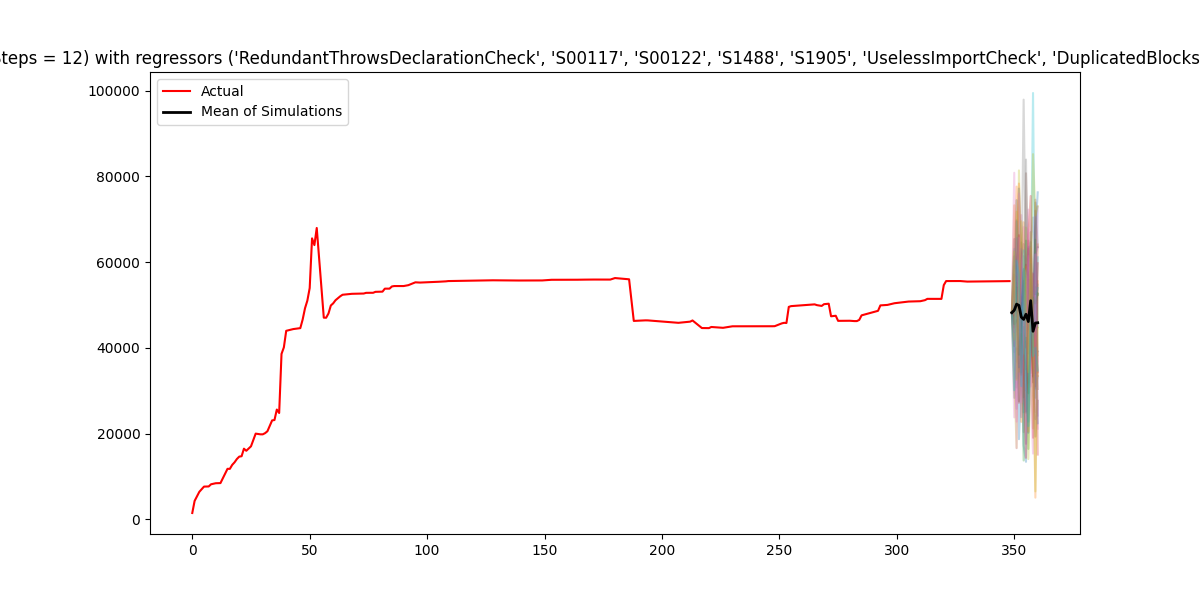 teps = 12) with regressors ('RedundantThrowsDeclarationCheck', 'S00117', 'S00122', 'S1488', 'S1905', 'UselessImportCheck', 'DuplicatedBlocks
Actual
Mean of Simulations
100000
80000
60000
40000
20000
0
0 50 100 150 200 250 300 350